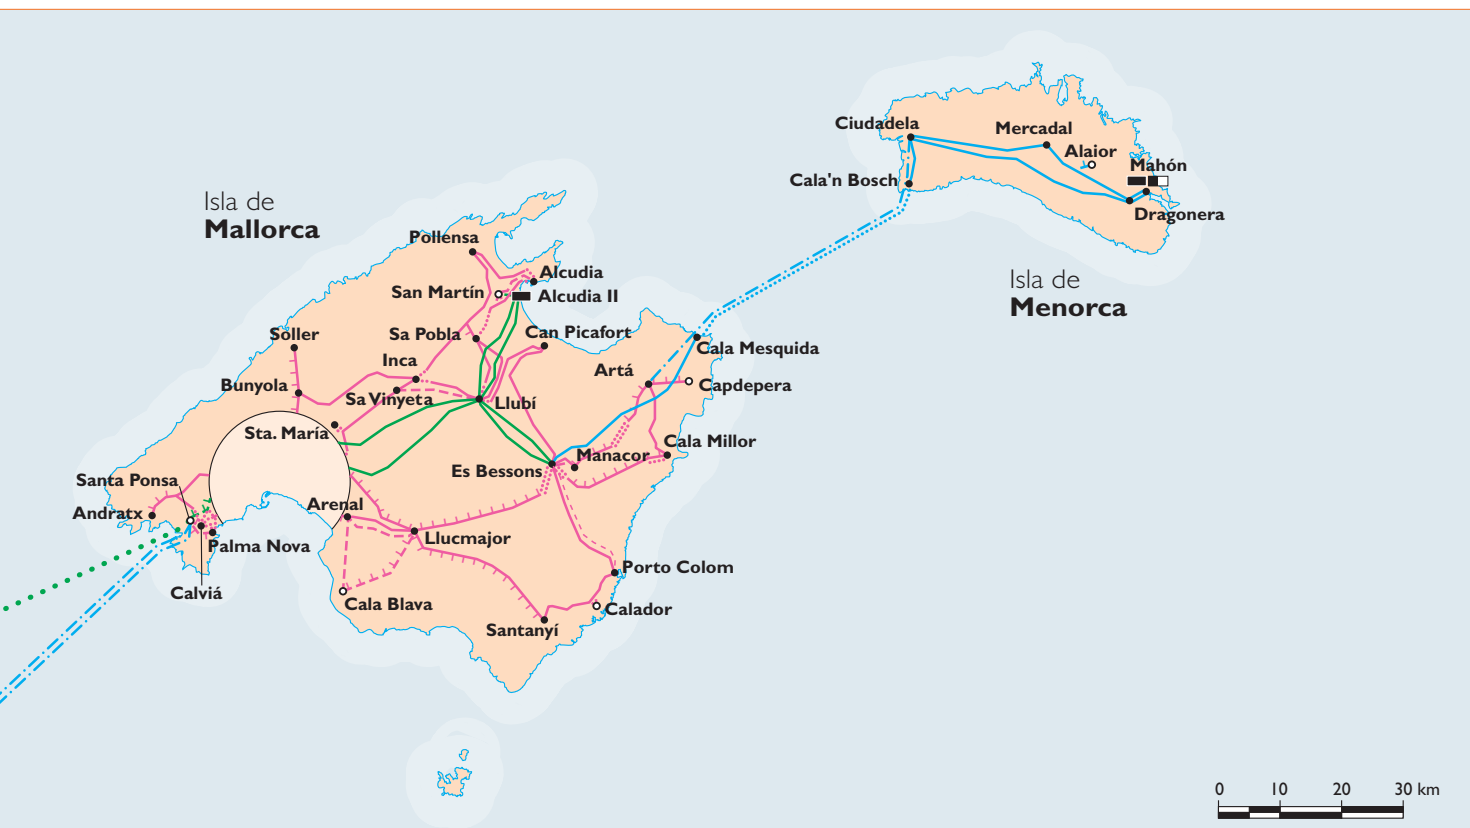 Ciudadela
Mercadal
Alaior
Mahón
Cala'n Bosch
Dragonera
Isla de
Mallorca
Pollensa
Alcudia
San Martín
Alcudia II
Isla de
Menorca
Sóller
Sa Pobla
Can Picafort
Cala Mesquida
Inca
Artá
Bunyola
Capdepera
Sa Vinyeta
Llubí
Sta. María
Cala Millor
Manacor
Es Bessons
Santa Ponsa
Arenal
Andratx
Llucmajor
Palma Nova
Porto Colom
Calviá
Cala Blava
Calador
Santanyí
0 10 20 30 km